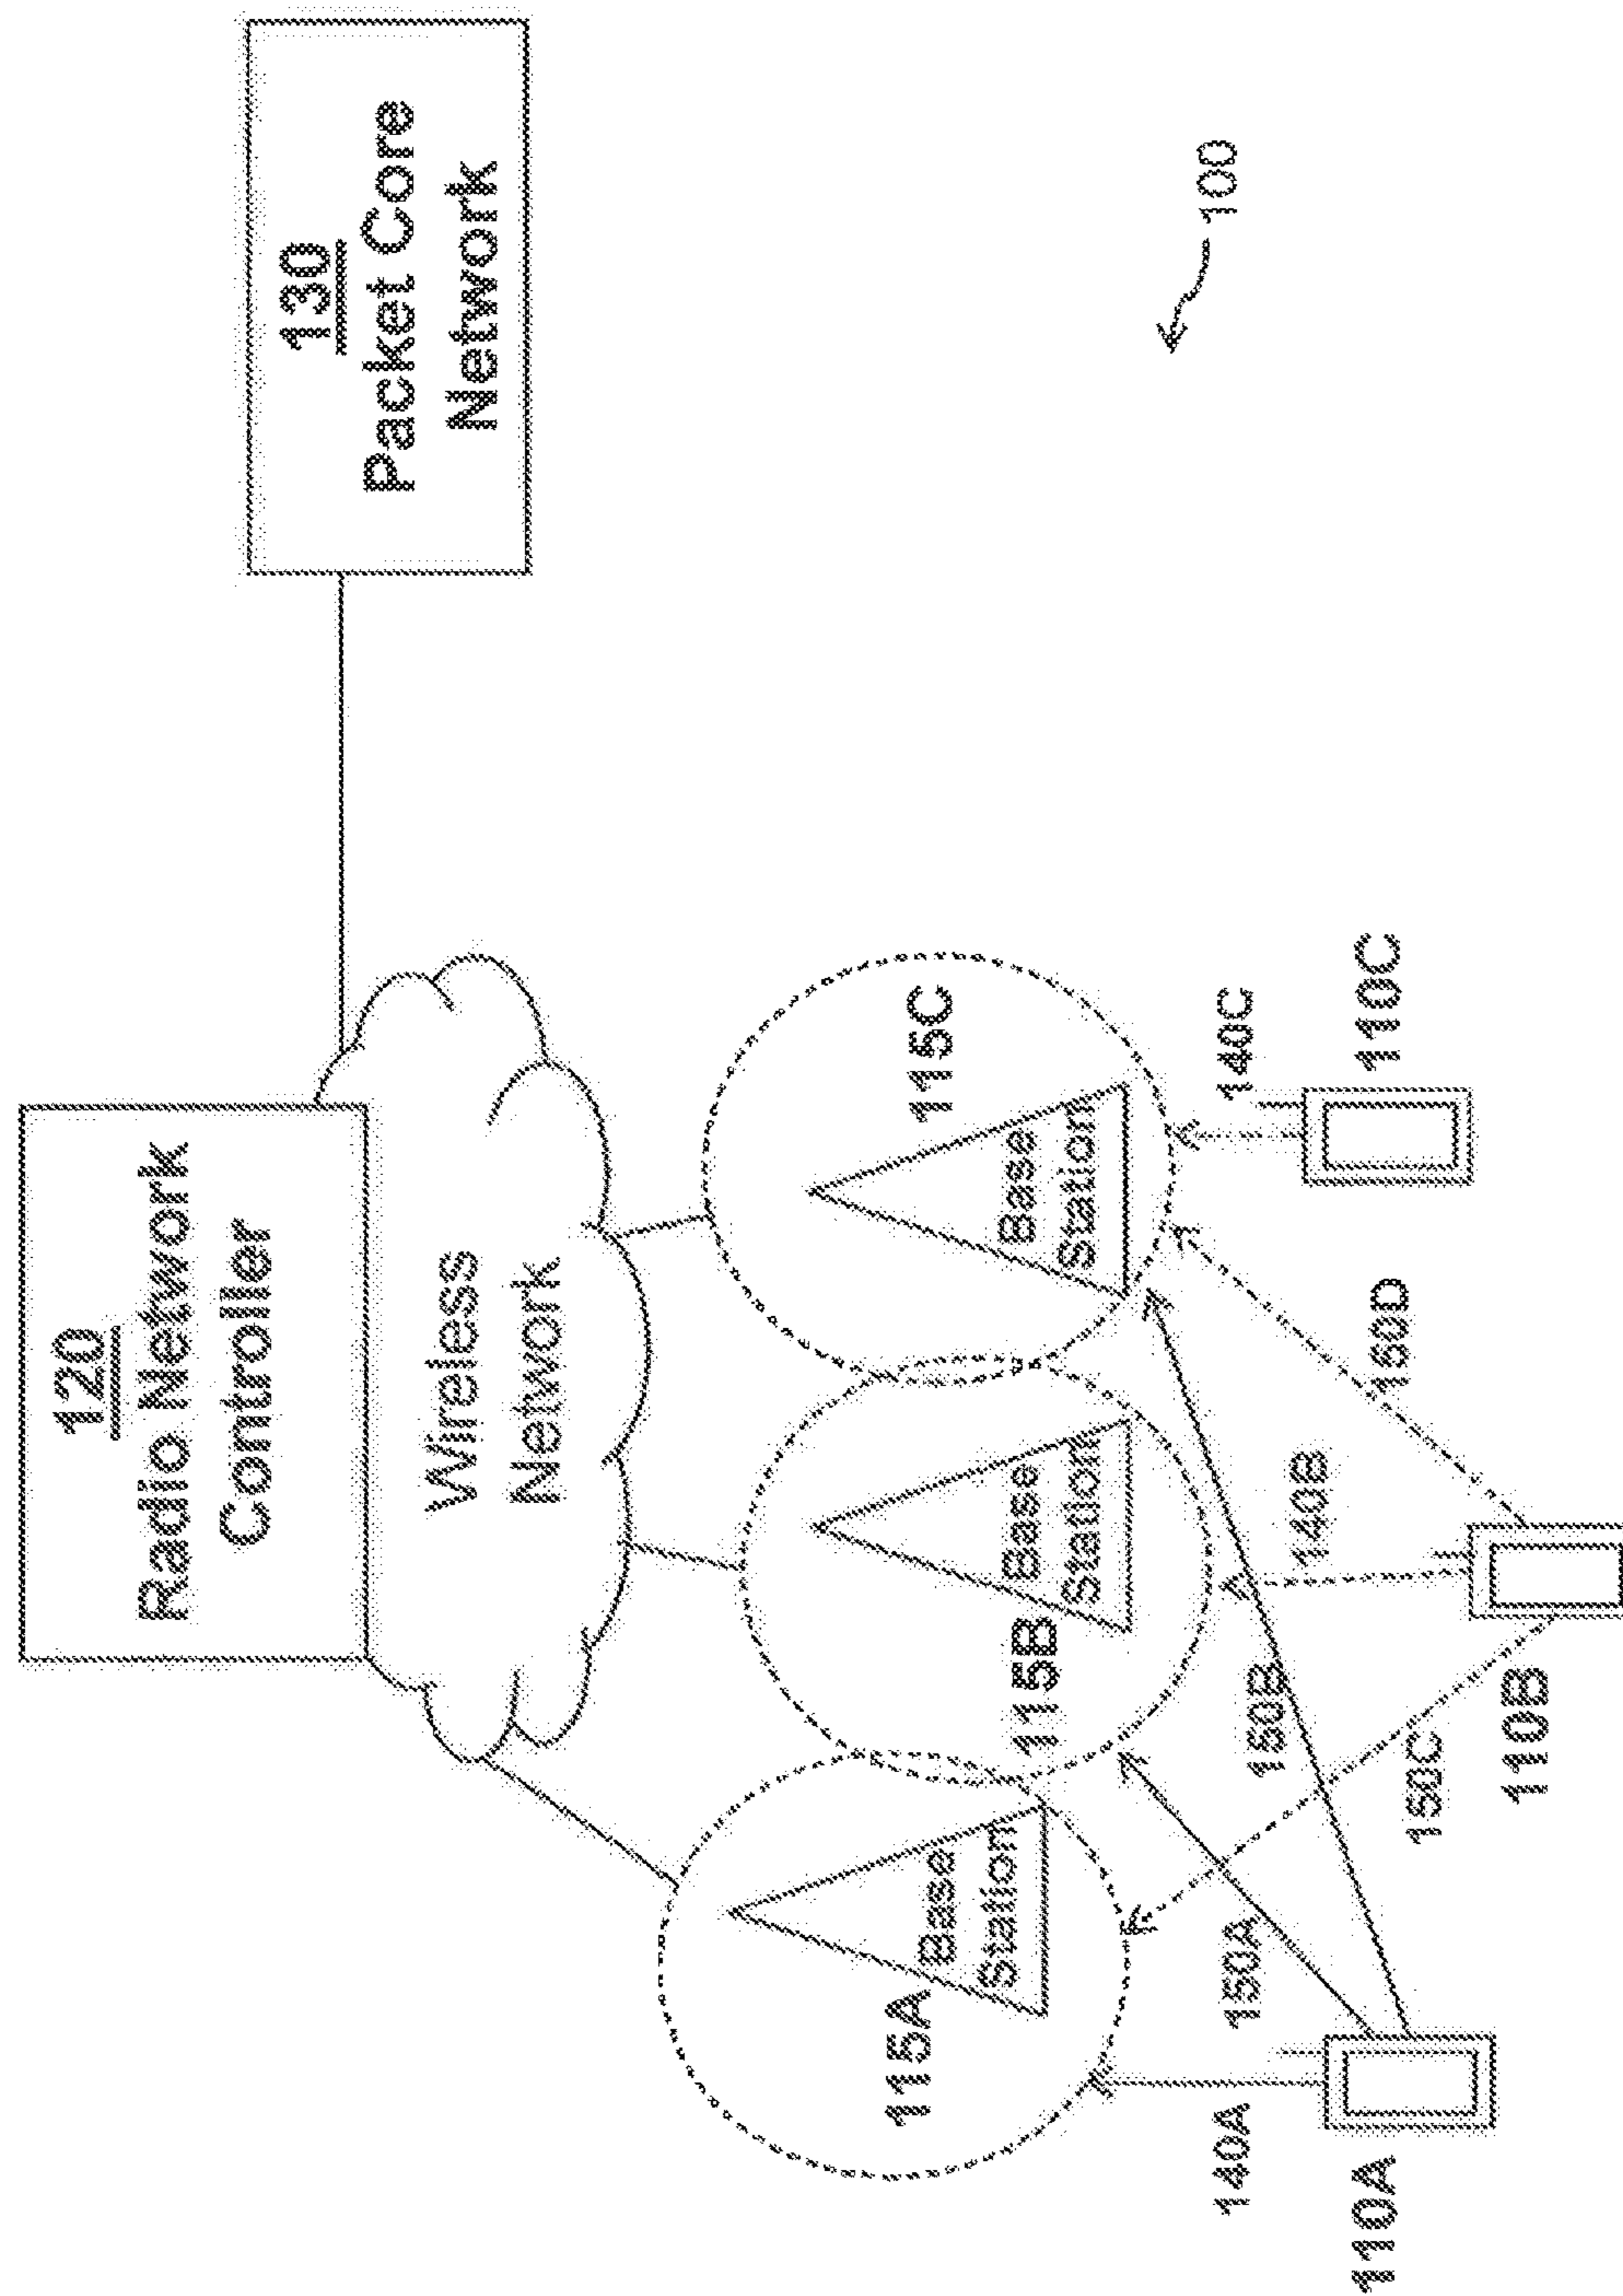 120
Radio Network
Controller
130
Packet Core
Network
Wireless
Network
115A
Base
Station
115B
Base
Station
115C
Base
Station
100
140A
150A
150B
140B
150D
140C
110A
150C
110B
110C